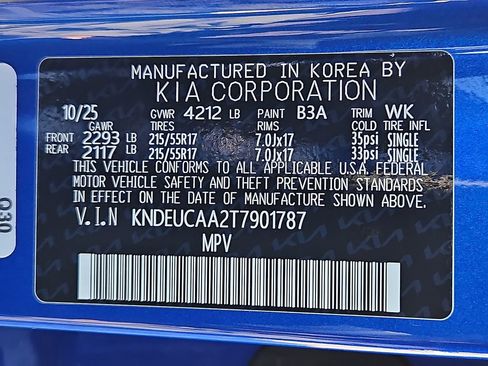 MANUFACTURED IN KOREA BY
KIA CORPORATION
10/25 GVWR 4212 LB PAINT B3A TRIM WK
GAWR TIRES RIMS COLD TIRE INFL
FRONT 2293 LB 215/55R17 7.0Jx17 35psi SINGLE
REAR 2117 LB 215/55R17 7.0Jx17 33psi SINGLE
THIS VEHICLE CONFORMS TO ALL APPLICABLE U.S.A. FEDERAL
MOTOR VEHICLE SAFETY AND THEFT PREVENTION STANDARDS
IN EFFECT ON THE DATE OF MANUFACTURE SHOWN ABOVE.
V.I.N KNDEUCAA2T7901787
MPV
Q30